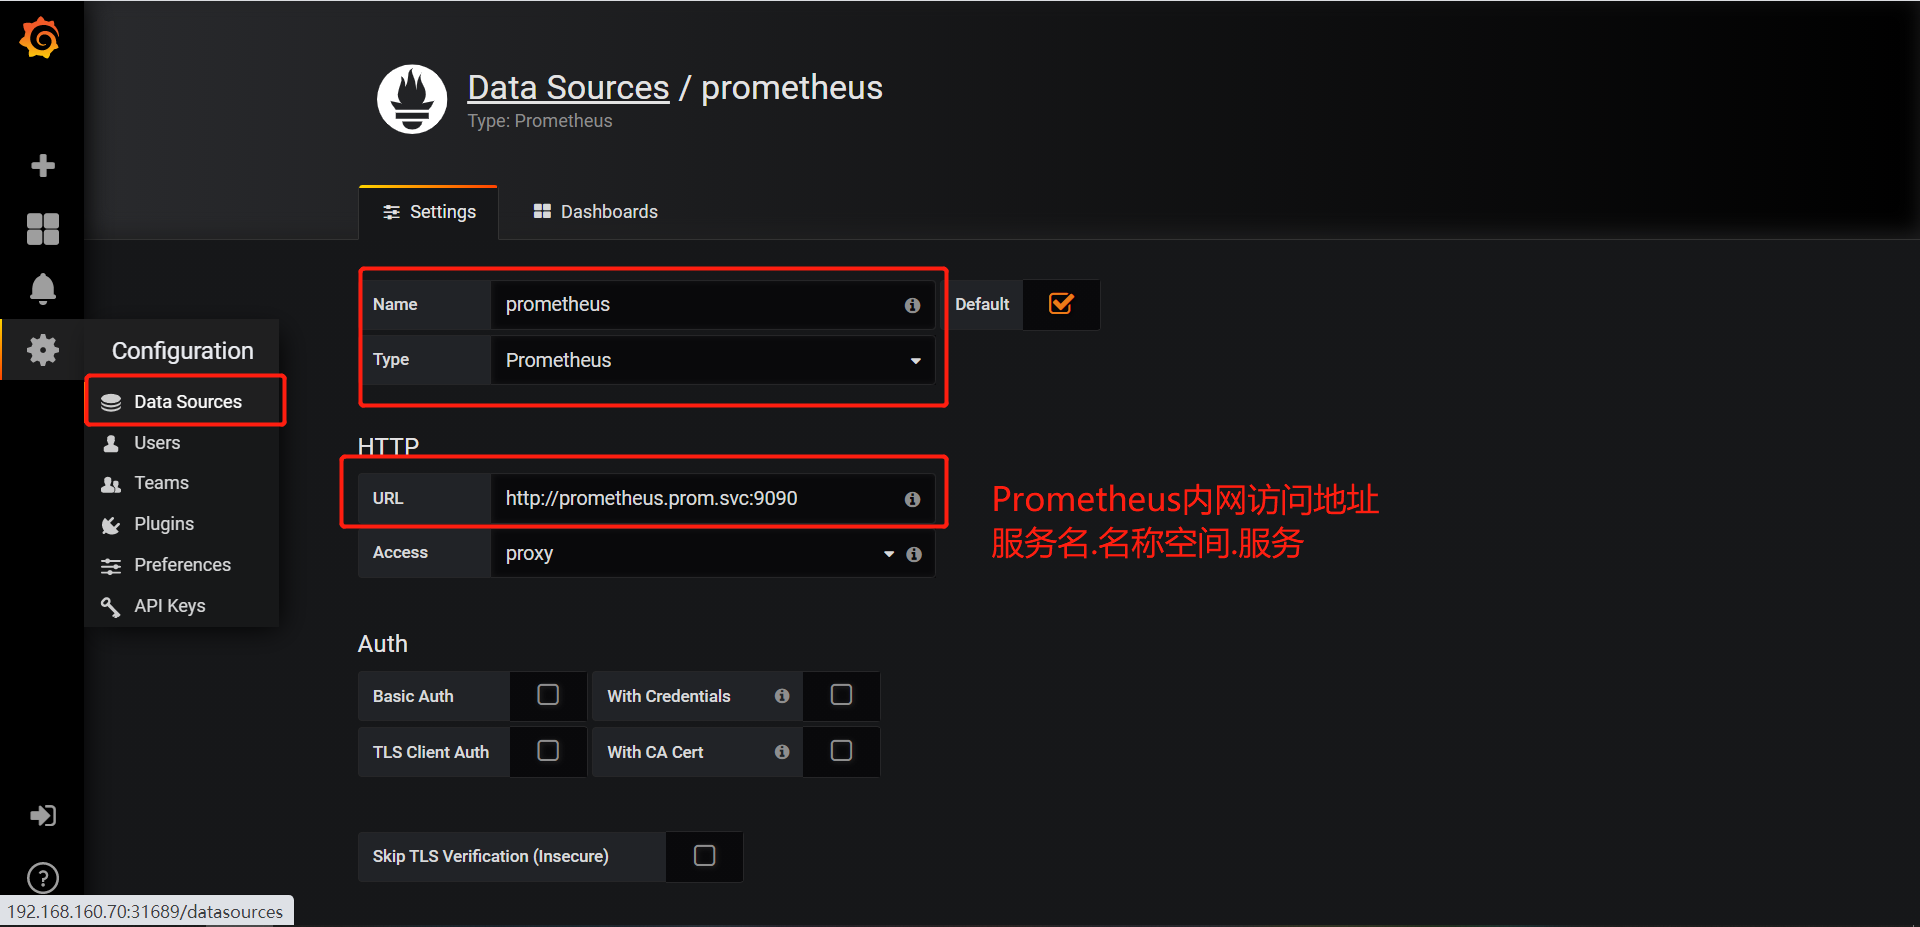 Data Sources / prometheus
Type: Prometheus
Settings
Dashboards
Name
prometheus
Default
Type
Prometheus
Configuration
Data Sources
Users
Teams
Plugins
Preferences
API Keys
HTTP
URL
http://prometheus.prom.svc:9090
Prometheus内网访问地址
服务名.名称空间.服务
Access
proxy
Auth
Basic Auth
With Credentials
TLS Client Auth
With CA Cert
Skip TLS Verification (Insecure)
192.168.160.70:31689/datasources